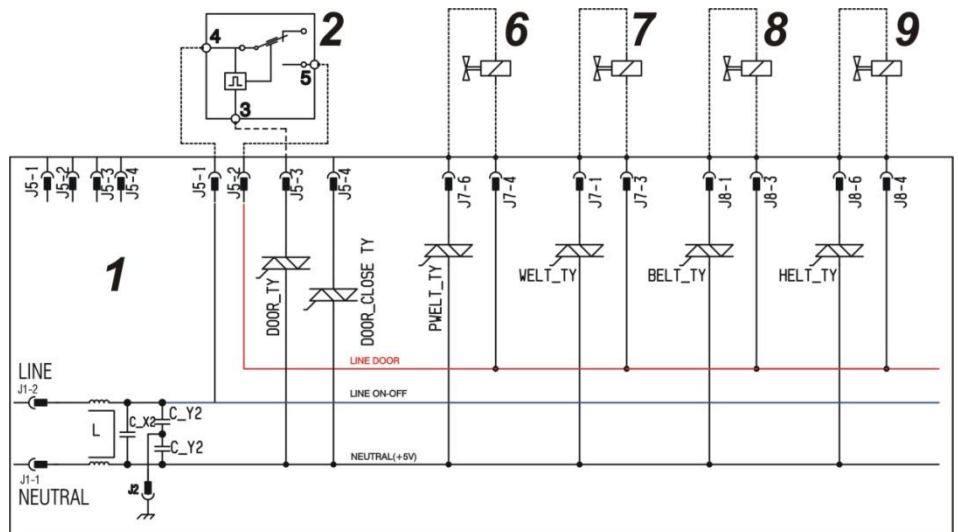 2
6
7
8
9
4
5
3
J5-1
J5-2
J5-3
J5-4
J5-1
J5-2
J5-3
J5-4
J7-6
J7-4
J7-1
J7-3
J8-1
J8-3
J8-6
J8-4
1
DOOR_TY
DOOR_CLOSE TY
PWELT_TY
WELT_TY
BELT_TY
HELT_TY
LINE DOOR
LINE
J1-2
LINE ON-OFF
L
C_X2
C_Y2
C_Y2
NEUTRAL(+5V)
J1-1
NEUTRAL
J2